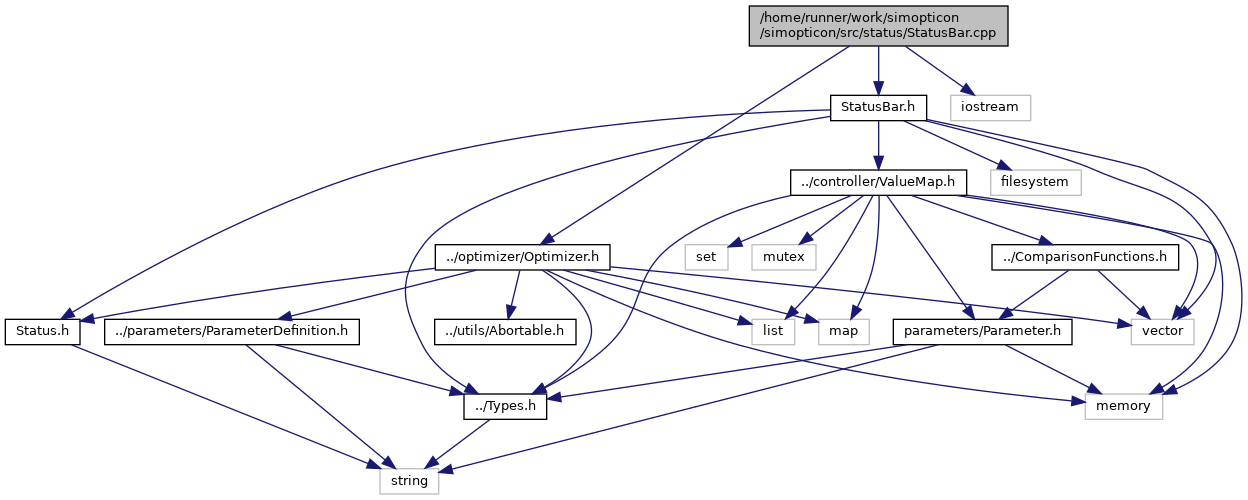 /home/runner/work/simopticon
/simopticon/src/status/StatusBar.cpp
StatusBar.h
iostream
../controller/ValueMap.h
filesystem
../optimizer/Optimizer.h
set
mutex
../ComparisonFunctions.h
Status.h
../parameters/ParameterDefinition.h
../utils/Abortable.h
list
map
parameters/Parameter.h
vector
../Types.h
memory
string